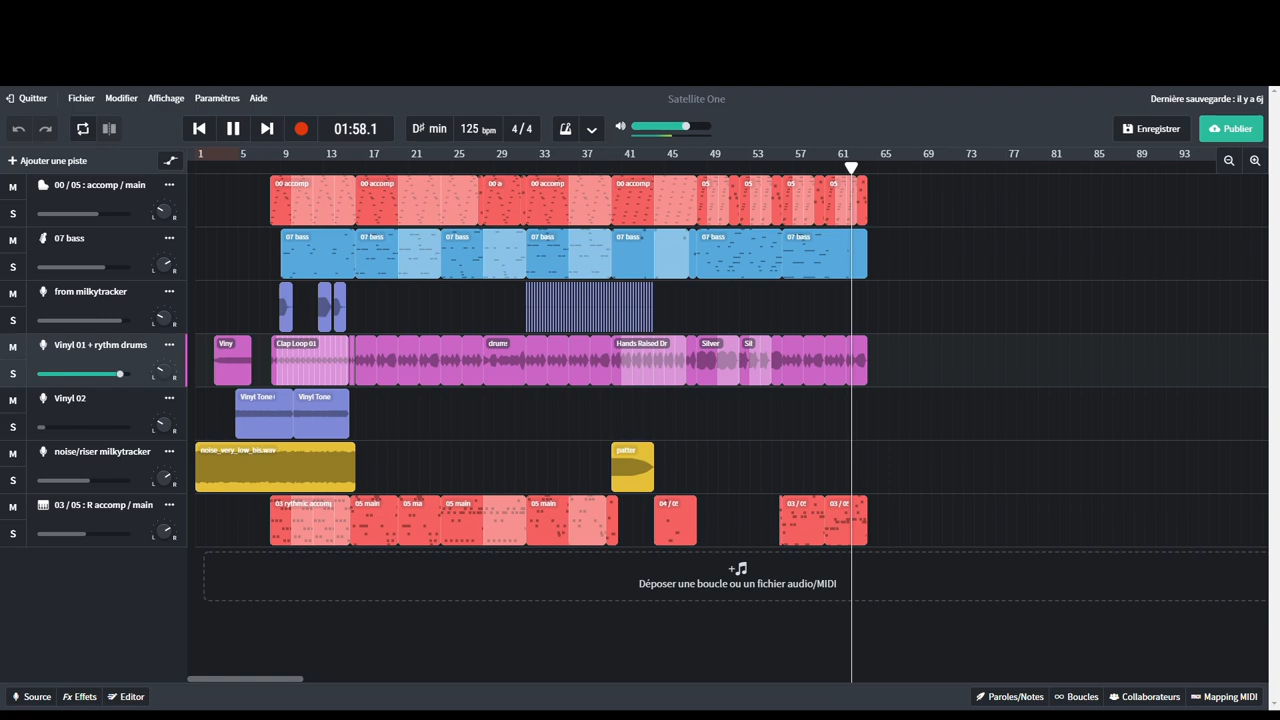 Quitter Fichier Modifier Affichage Paramètres Aide Satellite One Dernière sauvegarde : il y a 6j
01:58.1 D♯ min 125 bpm 4 / 4 Enregistrer Publier
Ajouter une piste 1 5 9 13 17 21 25 29 33 37 41 45 49 53 57 61 65 69 73 77 81 85 89 93
M 00 / 05 : accomp / main ••• 00 accomp 00 accomp 00 a 00 accomp 00 accomp 05 05 05 05
S L R
M 07 bass ••• 07 bass 07 bass 07 bass 07 bass 07 bass 07 bass 07 bass
S L R
M from milkytracker •••
S L R
M Vinyl 01 + rythm drums ••• Viny Clap Loop 01 drums Hands Raised Dr Silver Sil
S L R
M Vinyl 02 ••• Vinyl Tone Vinyl Tone
S L R
M noise/riser milkytracker ••• noise_very_low_bis.wav patter
S L R
M 03 / 05 : R\accomp / main ••• 03 rythmic accomp 05 main 05 ma 05 main 05 main 04 / 05 03 / 05 03 / 05
S L R
Déposer une boucle ou un fichier audio/MIDI
Source Fx Effets Editor Paroles/Notes Boucles Collaborateurs Mapping MIDI